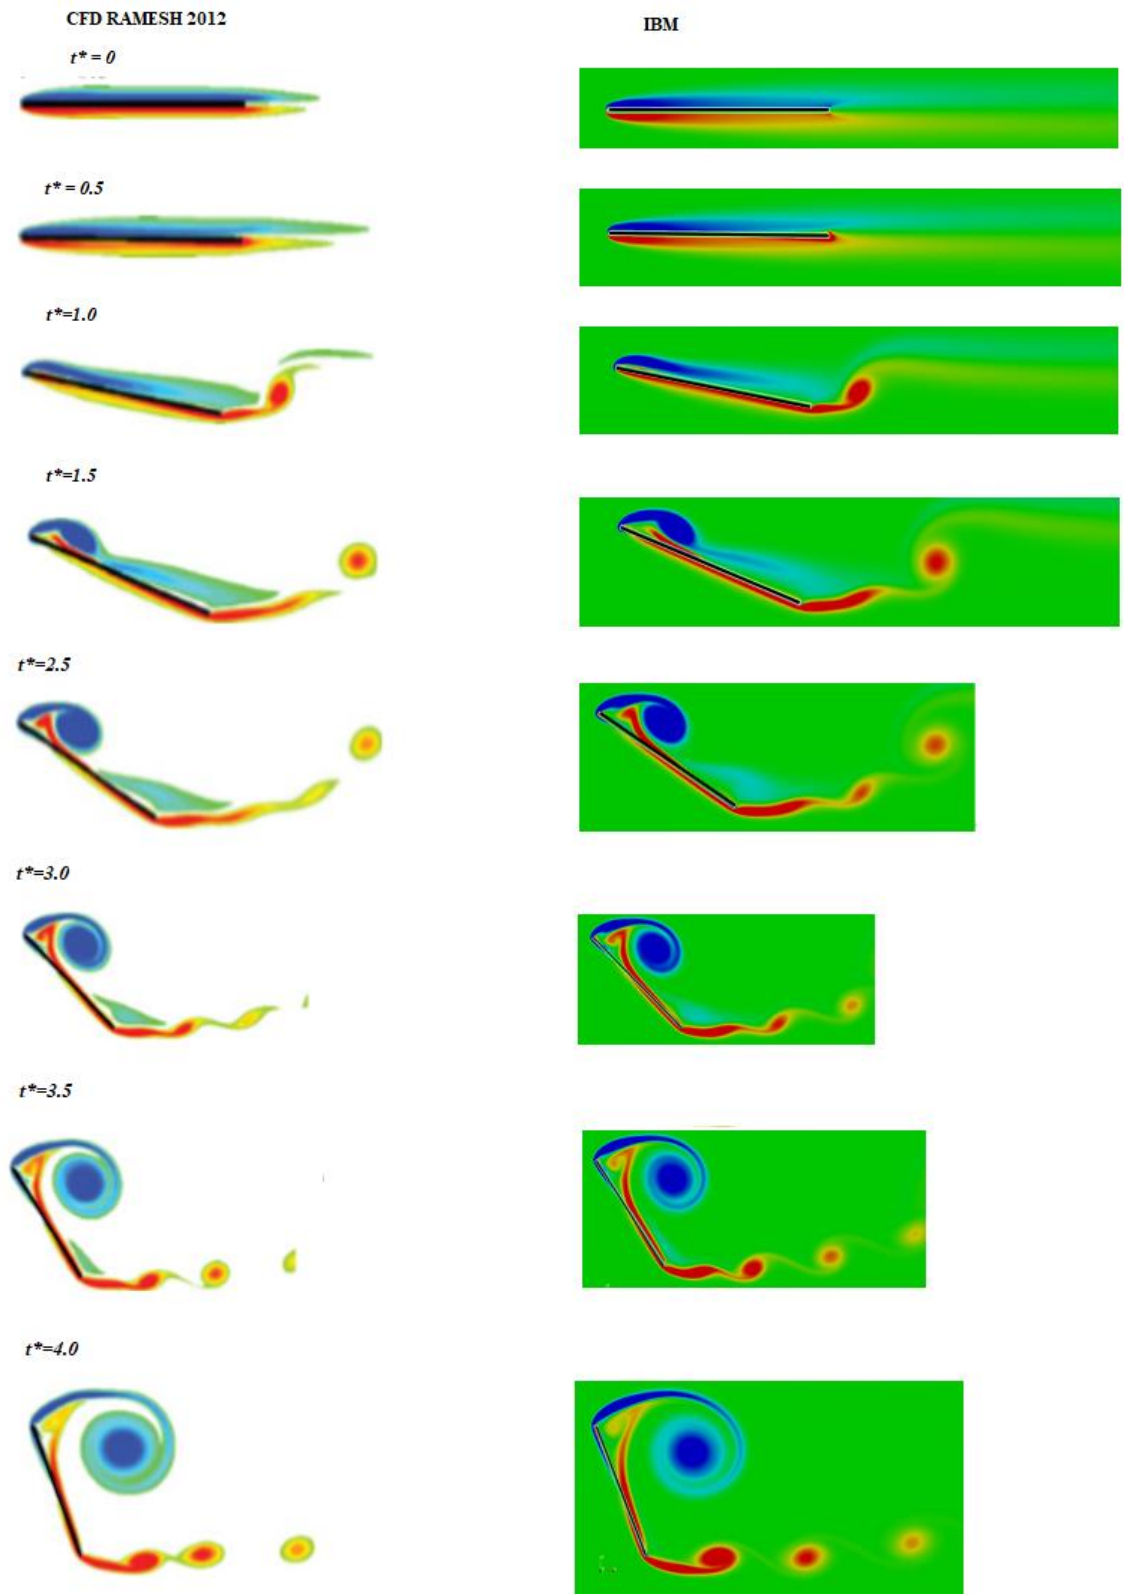 CFD RAMESH 2012
IBM
t* = 0
t* = 0.5
t*=1.0
t*=1.5
t*=2.5
t*=3.0
t*=3.5
t*=4.0